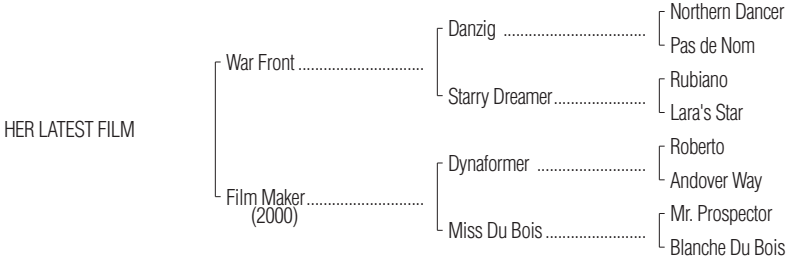 Northern Dancer
Danzig ..................................
Pas de Nom
War Front ..............................
Rubiano
Starry Dreamer......................
Lara's Star
HER LATEST FILM
Roberto
Dynaformer ..........................
Andover Way
Film Maker............................
(2000)
Mr. Prospector
Miss Du Bois ........................
Blanche Du Bois